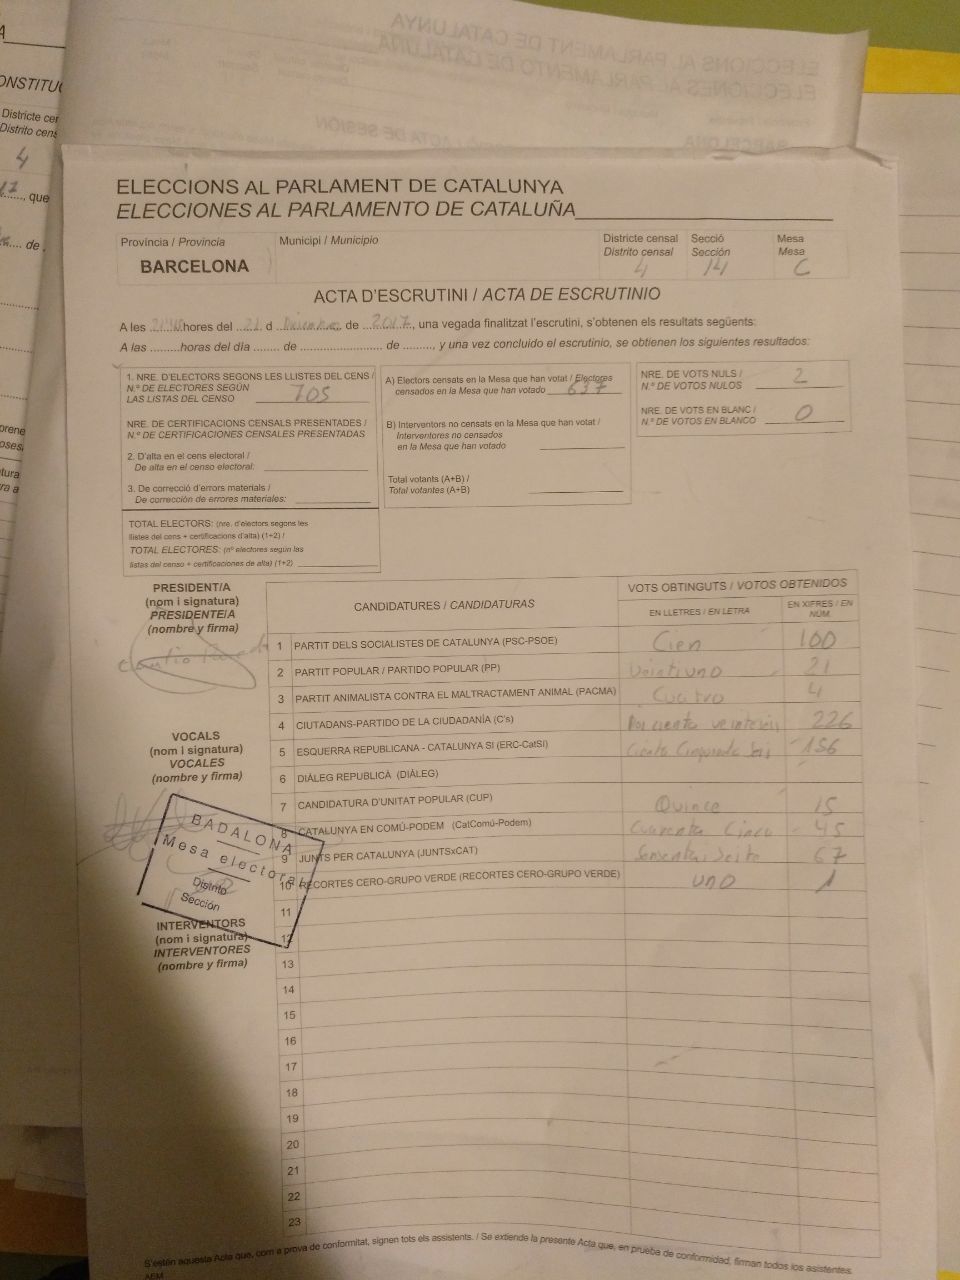 ONSTITU
Districte cen
Distrito cens
4
que
de
ELECCIONS AL PARLAMENT DE CATALUNYA
ELECCIONES AL PARLAMENTO DE CATALUÑA
Provincia / Provincia
BARCELONA
Municipi / Municipio
Districte censal
Distrito censal
4
Secció
Sección
14
Mesa
Mesa
C
ACTA D'ESCRUTINI / ACTA DE ESCRUTINIO
A les ........ hores del ...21... d ...Diciembre... de ...2017..., una vegada finalitzat l'escrutini, s'obtenen els resultats següents:
A las .........horas del día ........ de ......................... de ........., y una vez concluido el escrutinio, se obtienen los siguientes resultados:
1. NRE. D'ELECTORS SEGONS LES LLISTES DEL CENS /
N.º DE ELECTORES SEGÚN
LAS LISTAS DEL CENSO 705
NRE. DE CERTIFICACIONS CENSALS PRESENTADES /
N.º DE CERTIFICACIONES CENSALES PRESENTADAS
2. D'alta en el cens electoral /
De alta en el censo electoral:
3. De correcció d'errors materials /
De corrección de errores materiales:
TOTAL ELECTORS: (nre. d'electors segons les
llistes del cens + certificacions d'alta) (1+2) /
TOTAL ELECTORES: (nº electores según las
listas del censo + certificaciones de alta) (1+2)
A) Electors censats en la Mesa que han votat / Electores
censados en la Mesa que han votado 637
B) Interventors no censats en la Mesa que han votat /
Interventores no censados
en la Mesa que han votado
Total votants (A+B) /
Total votantes (A+B)
NRE. DE VOTS NULS /
N.º DE VOTOS NULOS 2
NRE. DE VOTS EN BLANC /
N.º DE VOTOS EN BLANCO 0
PRESIDENT/A
(nom i signatura)
PRESIDENTE/A
(nombre y firma)
VOCALS
(nom i signatura)
VOCALES
(nombre y firma)
BADALONA
Mesa electoral
Distrito
Sección
INTERVENTORS
(nom i signatura)
INTERVENTORES
(nombre y firma)
CANDIDATURES / CANDIDATURAS
VOTS OBTINGUTS / VOTOS OBTENIDOS
EN LLETRES / EN LETRA
EN XIFRES / EN NÚM.
1 PARTIT DELS SOCIALISTES DE CATALUNYA (PSC-PSOE) Cien 100
2 PARTIT POPULAR / PARTIDO POPULAR (PP) Veintiuno 21
3 PARTIT ANIMALISTA CONTRA EL MALTRACTAMENT ANIMAL (PACMA) Cuatro 4
4 CIUTADANS-PARTIDO DE LA CIUDADANÍA (C's) Doscientos veintiséis 226
5 ESQUERRA REPUBLICANA - CATALUNYA SI (ERC-CatSI) Ciento Cinquenta Seis 156
6 DIÀLEG REPUBLICÀ (DIÀLEG)
7 CANDIDATURA D'UNITAT POPULAR (CUP) Quince 15
8 CATALUNYA EN COMÚ-PODEM (CatComú-Podem) Cuarenta Cinco 45
9 JUNTS PER CATALUNYA (JUNTSxCAT) 67
10 RECORTES CERO-GRUPO VERDE (RECORTES CERO-GRUPO VERDE) uno 1
11
12
13
14
15
16
17
18
19
20
21
22
23
S'estén aquesta Acta que, com a prova de conformitat, signen tots els assistents. / Se extiende la presente Acta que, en prueba de conformidad, firman todos los asistentes.